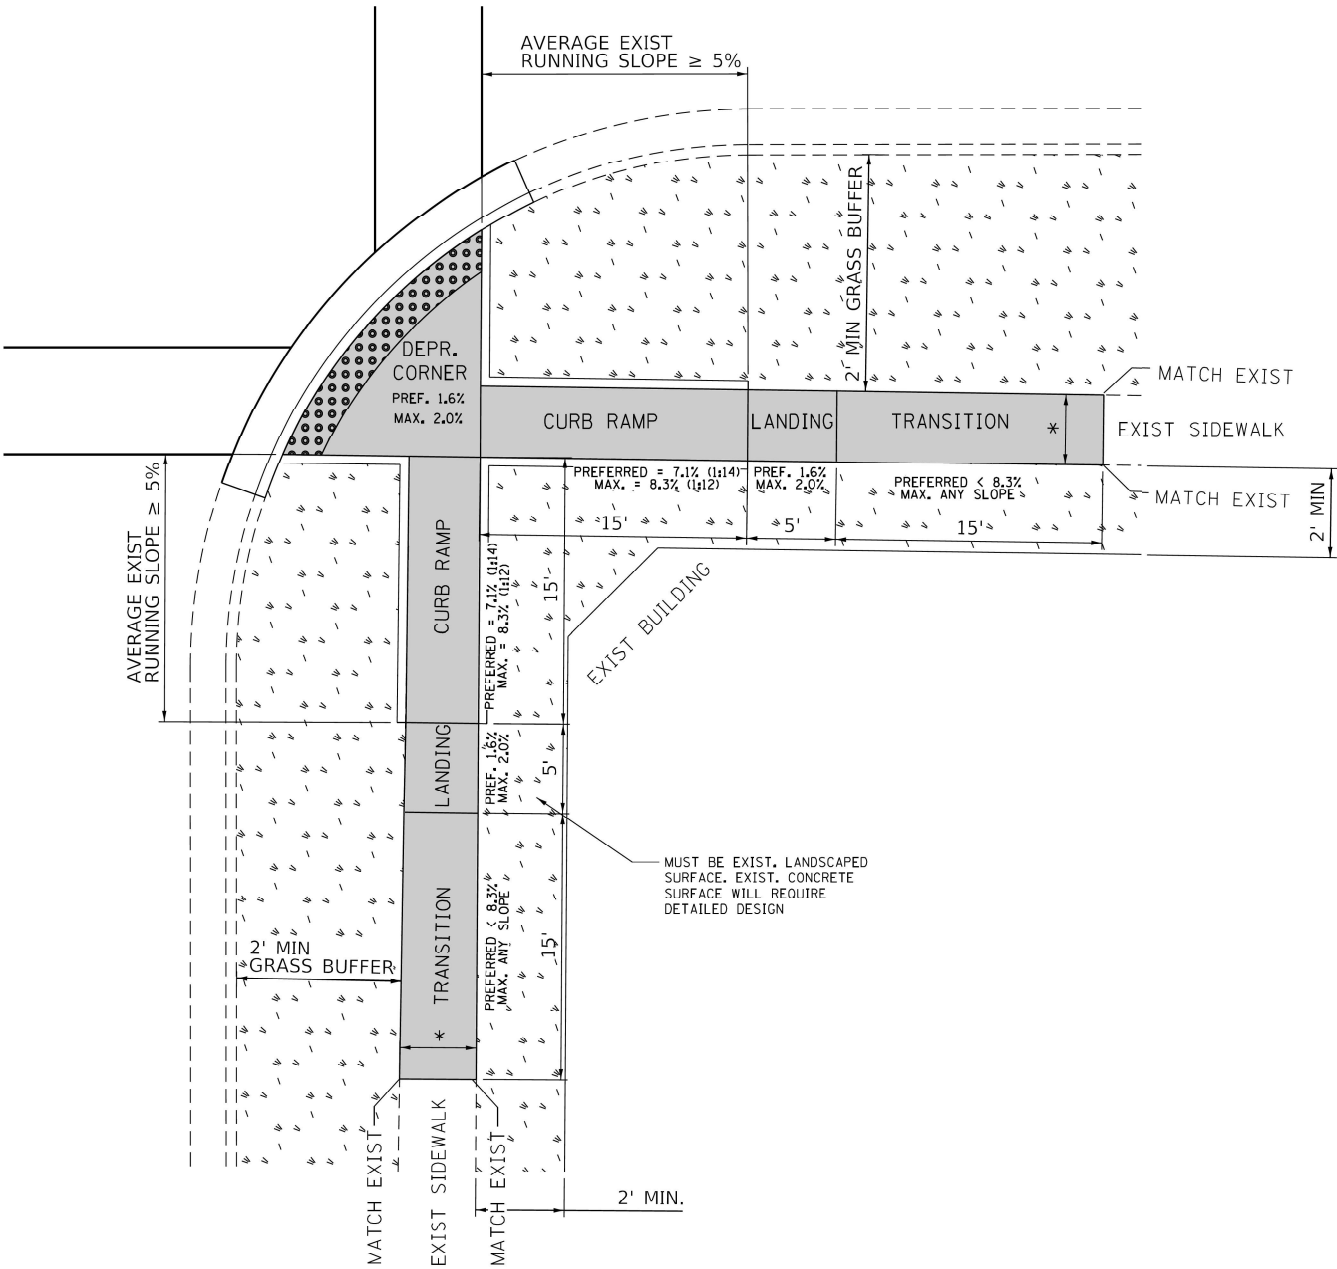 AVERAGE EXIST
RUNNING SLOPE ≥ 5%
2' MIN GRASS BUFFER
DEPR.
CORNER
PREF. 1.6%
MAX. 2.0%
CURB RAMP
LANDING
TRANSITION
*
MATCH EXIST
EXIST SIDEWALK
MATCH EXIST
PREFERRED = 7.1% (1:14)
MAX. = 8.3% (1:12)
PREF. 1.6%
MAX. 2.0%
PREFERRED < 8.3%
MAX. ANY SLOPE
15'
5'
15'
2' MIN
AVERAGE EXIST
RUNNING SLOPE ≥ 5%
CURB RAMP
PREFERRED = 7.1% (1:14)
MAX. = 8.3% (1:12)
15'
EXIST BUILDING
LANDING
PREF. 1.6%
MAX. 2.0%
5'
MUST BE EXIST. LANDSCAPED
SURFACE. EXIST. CONCRETE
SURFACE WILL REQUIRE
DETAILED DESIGN
TRANSITION
PREFERRED < 8.3%
MAX. ANY SLOPE
15'
2' MIN
GRASS BUFFER
*
MATCH EXIST
EXIST SIDEWALK
MATCH EXIST
2' MIN.